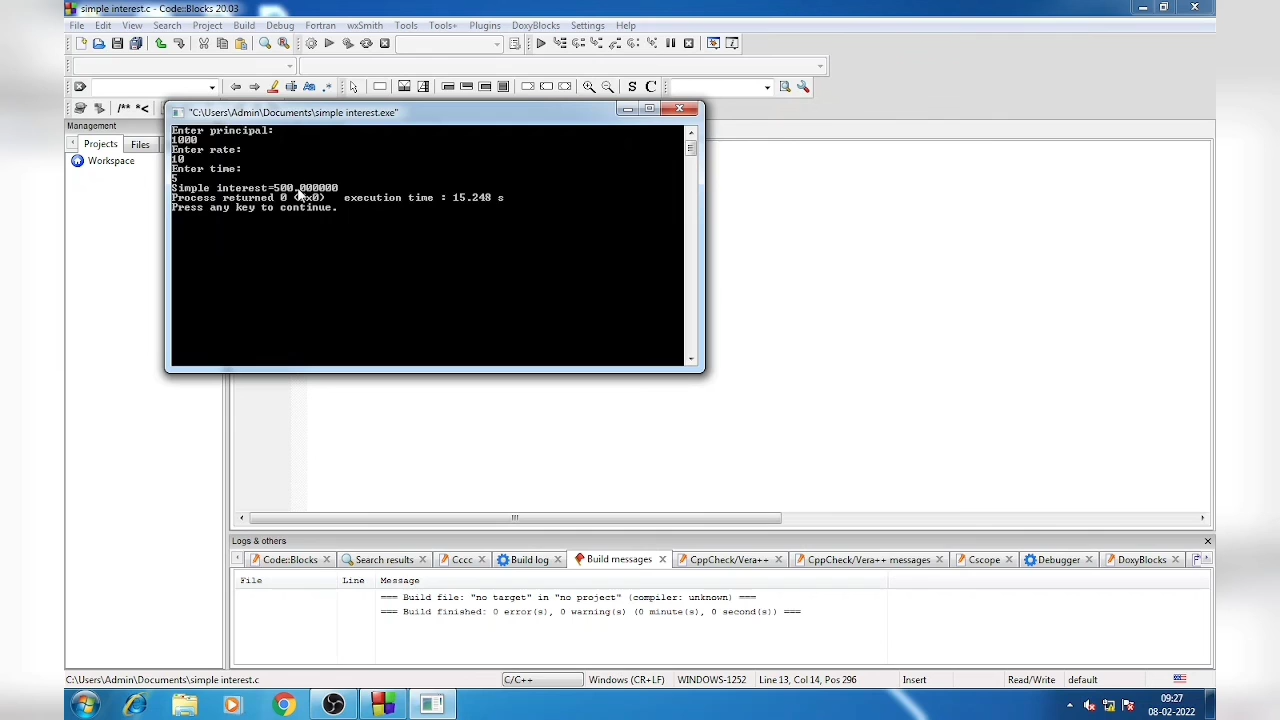 simple interest.c - Code::Blocks 20.03
File Edit View Search Project Build Debug Fortran wxSmith Tools Tools+ Plugins DoxyBlocks Settings Help
S C
/** *<
Management
Projects Files
Workspace
"C:\Users\Admin\Documents\simple interest.exe"
Enter principal:
1000
Enter rate:
10
Enter time:
5
Simple interest=500.000000
Process returned 0 (0x0) execution time : 15.248 s
Press any key to continue.
Logs & others
Code::Blocks Search results Cccc Build log Build messages CppCheck/Vera++ CppCheck/Vera++ messages Cscope Debugger DoxyBlocks
File Line Message
=== Build file: "no target" in "no project" (compiler: unknown) ===
=== Build finished: 0 error(s), 0 warning(s) (0 minute(s), 0 second(s)) ===
C:\Users\Admin\Documents\simple interest.c C/C++ Windows (CR+LF) WINDOWS-1252 Line 13, Col 14, Pos 296 Insert Read/Write default
09:27
08-02-2022